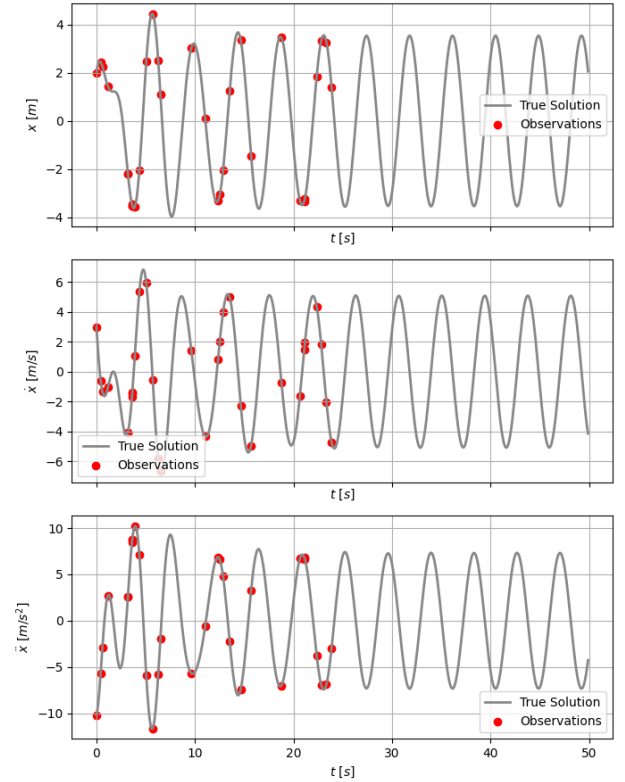 4
2
0
−2
−4
x [m]
True Solution
Observations
t [s]
6
4
2
0
−2
−4
−6
ẋ [m/s]
True Solution
Observations
t [s]
10
5
0
−5
−10
ẍ [m/s²]
True Solution
Observations
0 10 20 30 40 50
t [s]